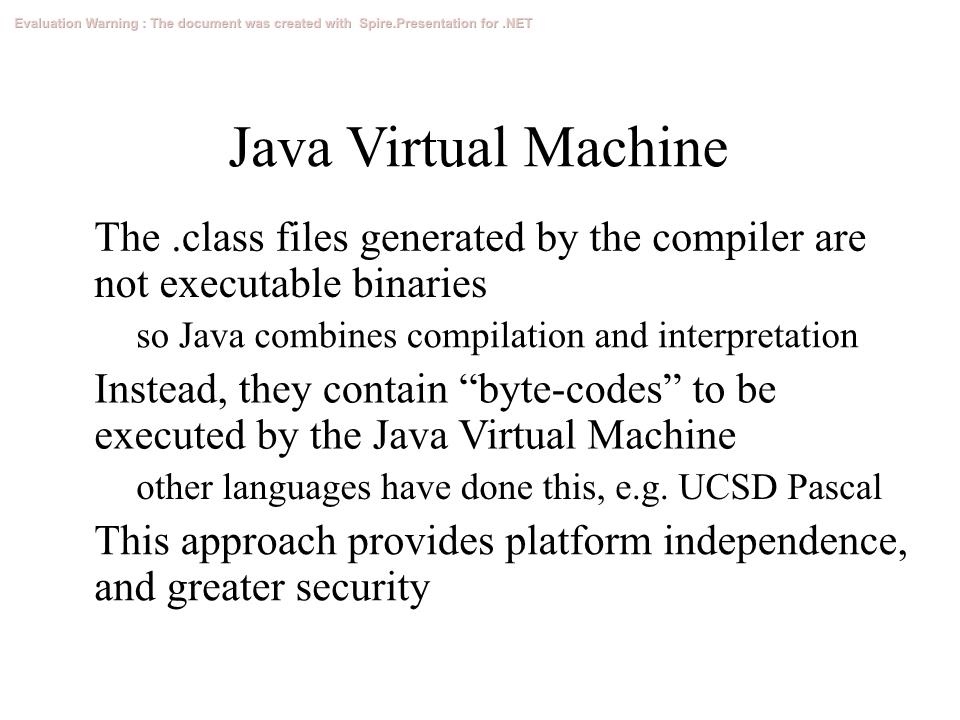 Evaluation Warning : The document was created with  Spire.Presentation for .NET
Java Virtual Machine
The .class files generated by the compiler are
not executable binaries
so Java combines compilation and interpretation
Instead, they contain “byte-codes” to be
executed by the Java Virtual Machine
other languages have done this, e.g. UCSD Pascal
This approach provides platform independence,
and greater security